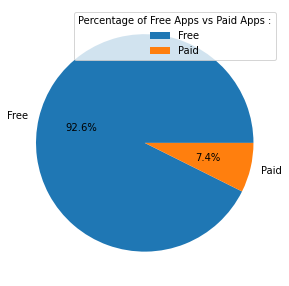 Percentage of Free Apps vs Paid Apps :
Free
Paid
Free
92.6%
7.4%
Paid